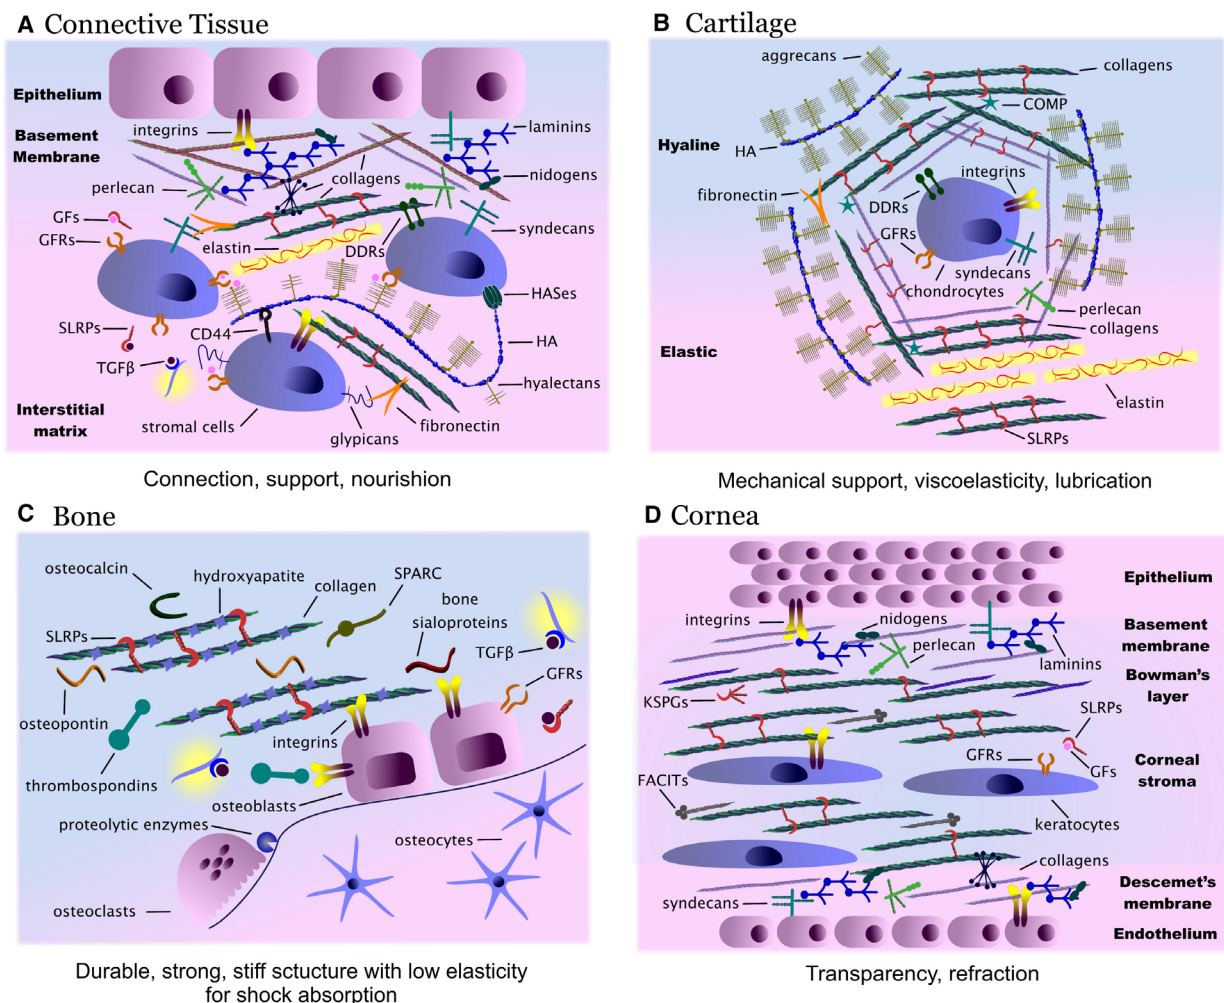 A Connective Tissue
Epithelium
Basement
Membrane
integrins
laminins
nidogens
perlecan
collagens
GFs
GFRs
syndecans
elastin
DDRs
HASes
SLRPs
CD44
HA
TGFβ
hyalectans
Interstitial
matrix
stromal cells
glypicans
fibronectin
Connection, support, nourishion
B Cartilage
aggrecans
collagens
COMP
HA
Hyaline
integrins
fibronectin
DDRs
GFRs
syndecans
chondrocytes
perlecan
collagens
Elastic
elastin
SLRPs
Mechanical support, viscoelasticity, lubrication
C Bone
osteocalcin
hydroxyapatite
collagen
SPARC
bone
sialoproteins
SLRPs
TGFβ
GFRs
osteopontin
integrins
thrombospondins
osteoblasts
proteolytic enzymes
osteocytes
osteoclasts
Durable, strong, stiff sctucture with low elasticity
for shock absorption
D Cornea
Epithelium
integrins
nidogens
Basement
membrane
perlecan
laminins
Bowman's
layer
KSPGs
SLRPs
GFRs
GFs
Corneal
stroma
FACITs
keratocytes
collagens
Descemet's
membrane
syndecans
Endothelium
Transparency, refraction